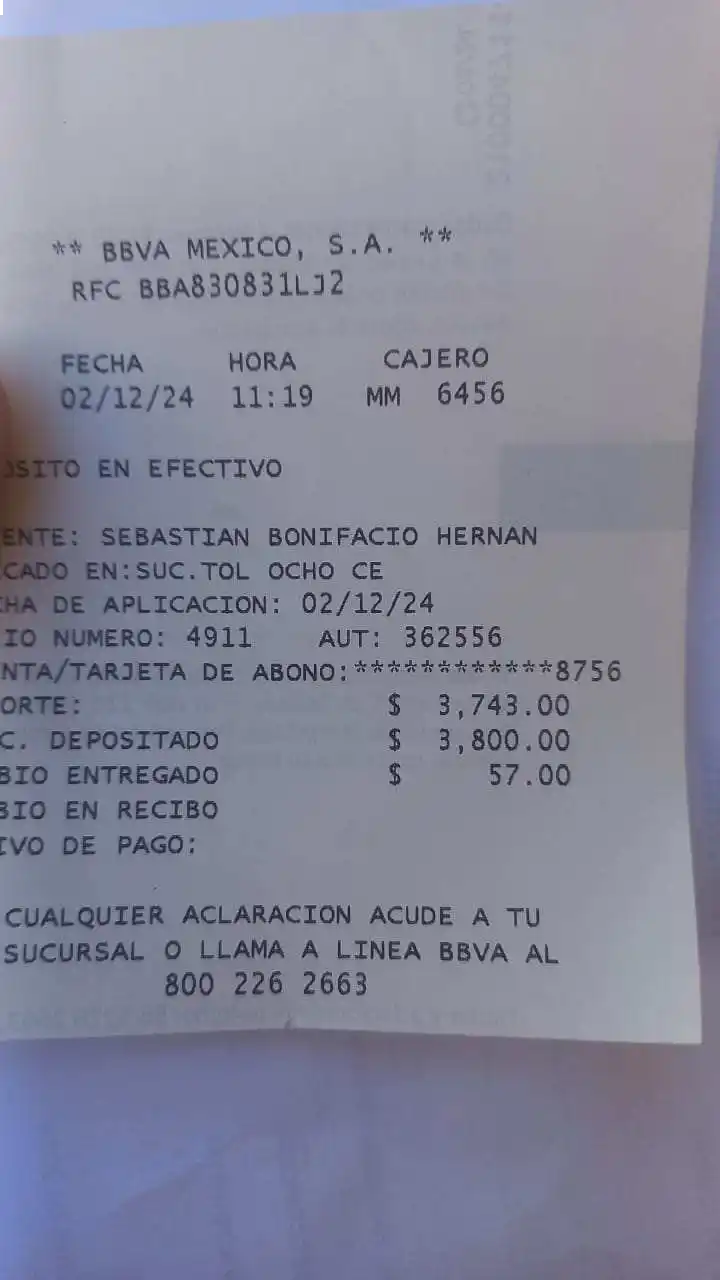 ** BBVA MEXICO, S.A. **
RFC BBA830831LJ2
FECHA HORA CAJERO
02/12/24 11:19 MM 6456
OSITO EN EFECTIVO
ENTE: SEBASTIAN BONIFACIO HERNAN
CADO EN:SUC.TOL OCHO CE
CHA DE APLICACION: 02/12/24
IO NUMERO: 4911 AUT: 362556
NTA/TARJETA DE ABONO:************8756
ORTE: $ 3,743.00
C. DEPOSITADO $ 3,800.00
BIO ENTREGADO $ 57.00
BIO EN RECIBO
IVO DE PAGO:
CUALQUIER ACLARACION ACUDE A TU
SUCURSAL O LLAMA A LINEA BBVA AL
800 226 2663